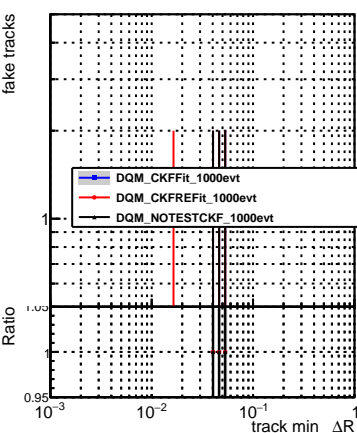 fake tracks
DQM_CKFFit_1000evt
DQM_CKFREFit_1000evt
DQM_NOTESTCKF_1000evt
1
Ratio
1.05
1
0.95
10⁻³ 10⁻² 10⁻¹ 1
track min ΔR